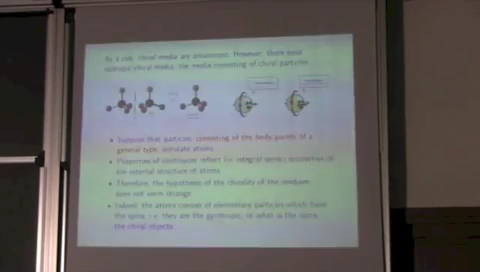 As a rule, chiral media are anisotropic. However, there exist
isotropic chiral media, the media consisting of chiral particles.
• Suppose that particles, consisting of the body points of a
general type, simulate atoms.
• Properties of continuum reflect (in integral sense) properties of
the internal structure of atoms.
• Therefore, the hypothesis of the chirality of the
does not seem strange.
• Indeed, the atoms consist of elementary particles which have
the spins, i.e. they are the gyroscopes, or what is the same,
the chiral objects.